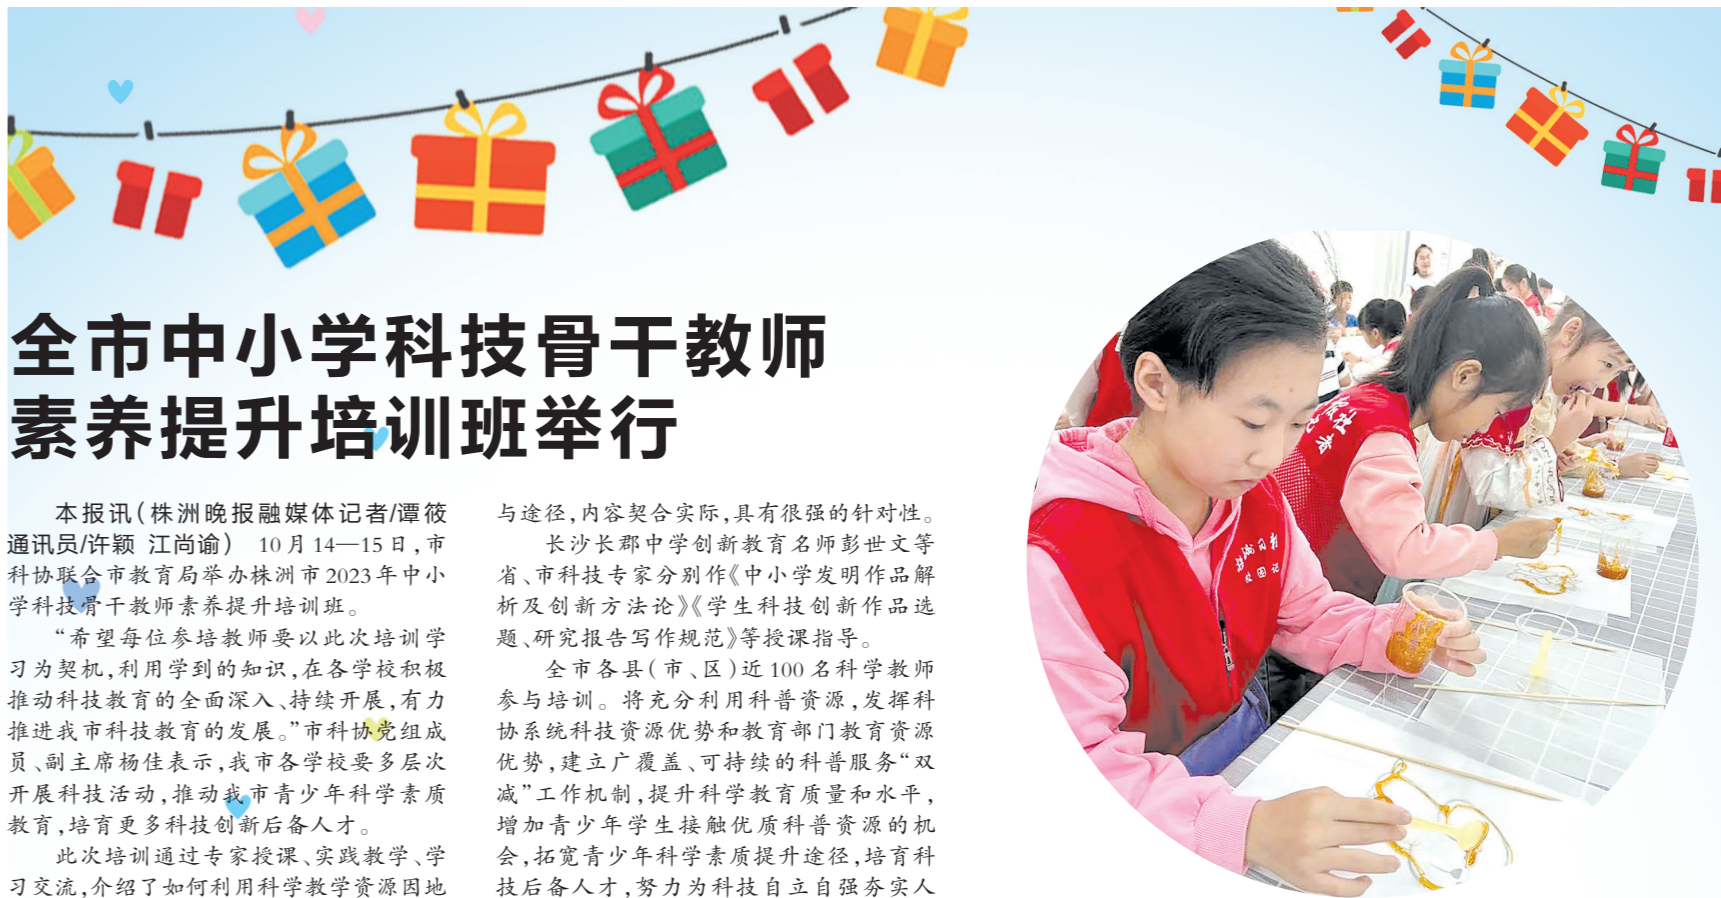 全市中小学科技骨干教师
素养提升培训班举行
本报讯（株洲晚报融媒体记者/谭筱
通讯员/许颖 江尚谕） 10月14—15日，市
科协联合市教育局举办株洲市2023年中小
学科技骨干教师素养提升培训班。
“希望每位参培教师要以此次培训学
习为契机，利用学到的知识，在各学校积极
推动科技教育的全面深入、持续开展，有力
推进我市科技教育的发展。”市科协党组成
员、副主席杨佳表示，我市各学校要多层次
开展科技活动，推动我市青少年科学素质
教育，培育更多科技创新后备人才。
此次培训通过专家授课、实践教学、学
习交流，介绍了如何利用科学教学资源因地
与途径，内容契合实际，具有很强的针对性。
长沙长郡中学创新教育名师彭世文等
省、市科技专家分别作《中小学发明作品解
析及创新方法论》《学生科技创新作品选
题、研究报告写作规范》等授课指导。
全市各县（市、区）近100名科学教师
参与培训。将充分利用科普资源，发挥科
协系统科技资源优势和教育部门教育资源
优势，建立广覆盖、可持续的科普服务“双
减”工作机制，提升科学教育质量和水平，
增加青少年学生接触优质科普资源的机
会，拓宽青少年科学素质提升途径，培育科
技后备人才，努力为科技自立自强夯实人
报社
者
校园记